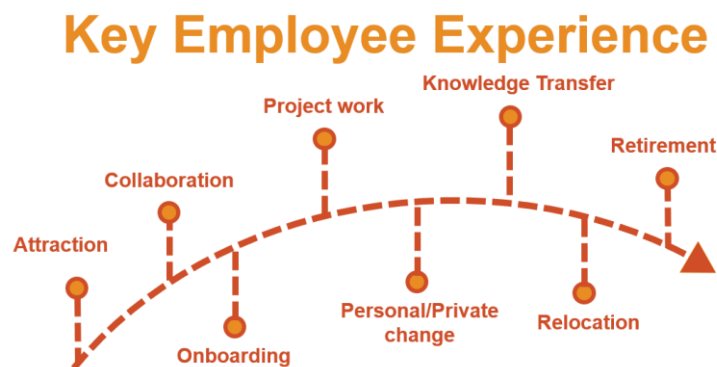 Key Employee Experience
Knowledge Transfer
Project work
Retirement
Collaboration
Attraction
Personal/Private
change
Relocation
Onboarding